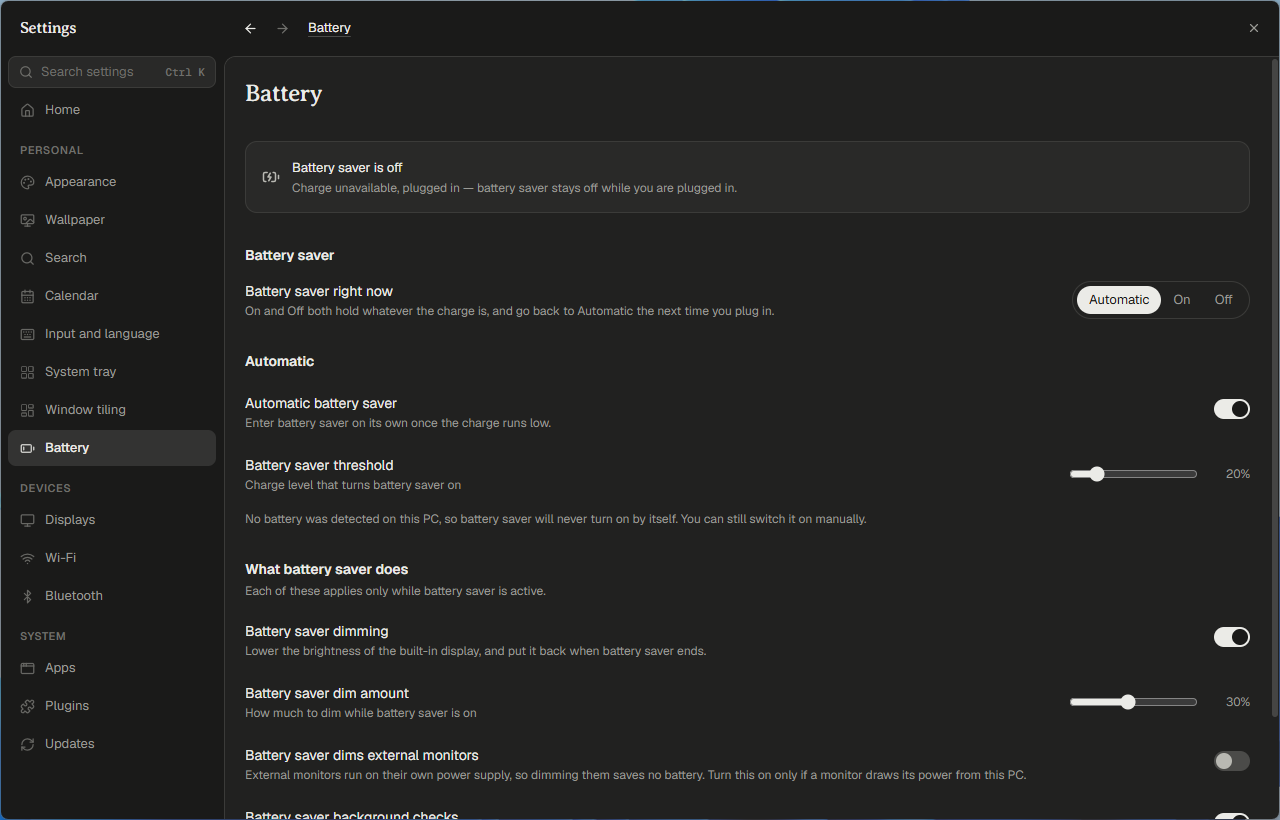 Settings
Battery
Search settings
Ctrl K
Home
PERSONAL
Appearance
Wallpaper
Search
Calendar
Input and language
System tray
Window tiling
Battery
DEVICES
Displays
Wi-Fi
Bluetooth
SYSTEM
Apps
Plugins
Updates
Battery
Battery saver is off
Charge unavailable, plugged in — battery saver stays off while you are plugged in.
Battery saver
Battery saver right now
On and Off both hold whatever the charge is, and go back to Automatic the next time you plug in.
Automatic On Off
Automatic
Automatic battery saver
Enter battery saver on its own once the charge runs low.
Battery saver threshold
Charge level that turns battery saver on
20%
No battery was detected on this PC, so battery saver will never turn on by itself. You can still switch it on manually.
What battery saver does
Each of these applies only while battery saver is active.
Battery saver dimming
Lower the brightness of the built-in display, and put it back when battery saver ends.
Battery saver dim amount
How much to dim while battery saver is on
30%
Battery saver dims external monitors
External monitors run on their own power supply, so dimming them saves no battery. Turn this on only if a monitor draws its power from this PC.
Battery saver background checks